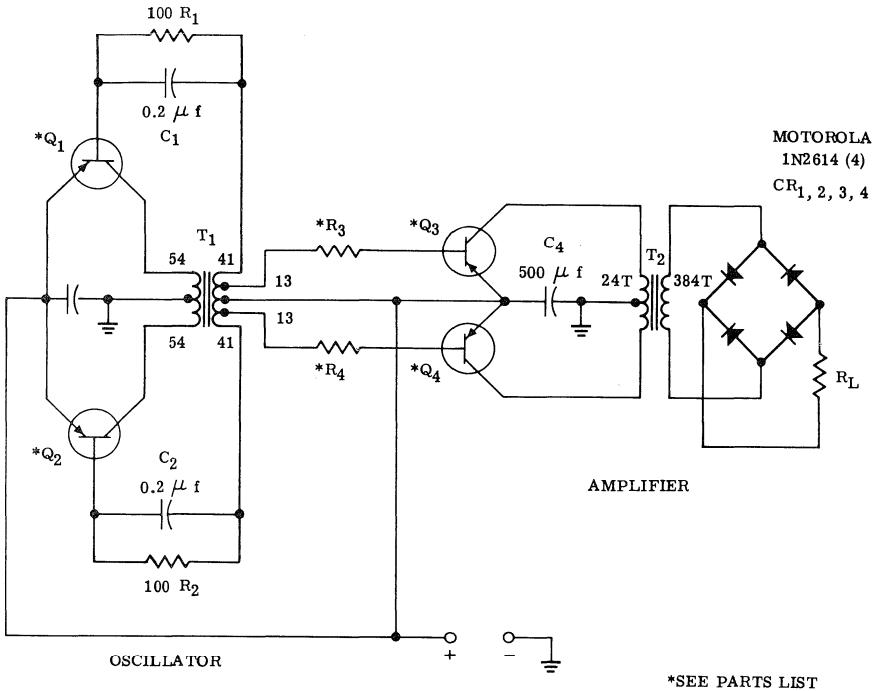 100 R1
0.2 μ f
C1
*Q1
MOTOROLA
1N2614 (4)
CR1, 2, 3, 4
T1
54 41
*R3
*Q3
C4
500 μ f
T2
13
24T 384T
13
54 41
*R4
*Q4
RL
*Q2
C2
0.2 μ f
AMPLIFIER
100 R2
+ -
OSCILLATOR
*SEE PARTS LIST